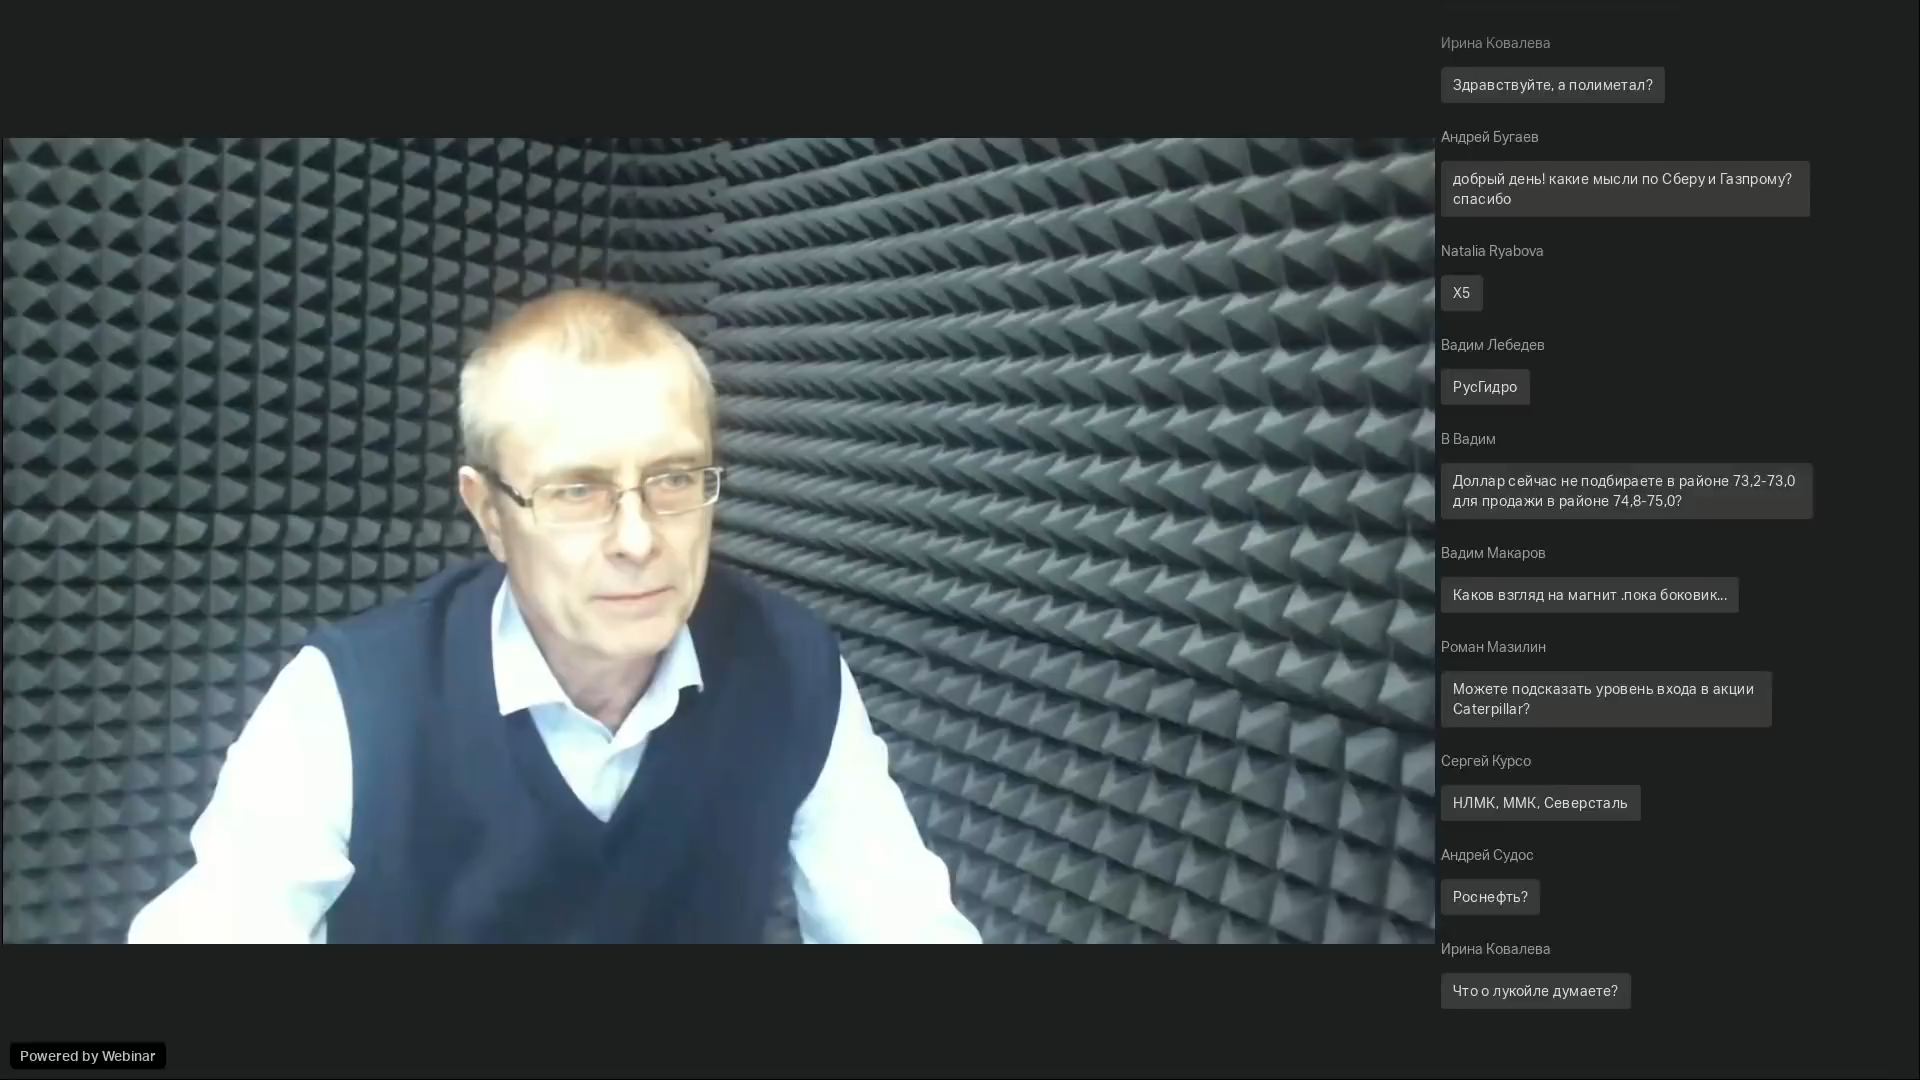 Ирина Ковалева
Здравствуйте, а полиметал?
Андрей Бугаев
добрый день! какие мысли по Сберу и Газпрому?
спасибо
Natalia Ryabova
X5
Вадим Лебедев
РусГидро
В Вадим
Доллар сейчас не подбираете в районе 73,2-73,0
для продажи в районе 74,8-75,0?
Вадим Макаров
Каков взгляд на магнит .пока боковик...
Роман Мазилин
Можете подсказать уровень входа в акции
Caterpillar?
Сергей Курсо
НЛМК, ММК, Северсталь
Андрей Судос
Роснефть?
Ирина Ковалева
Что о лукойле думаете?
Powered by Webinar